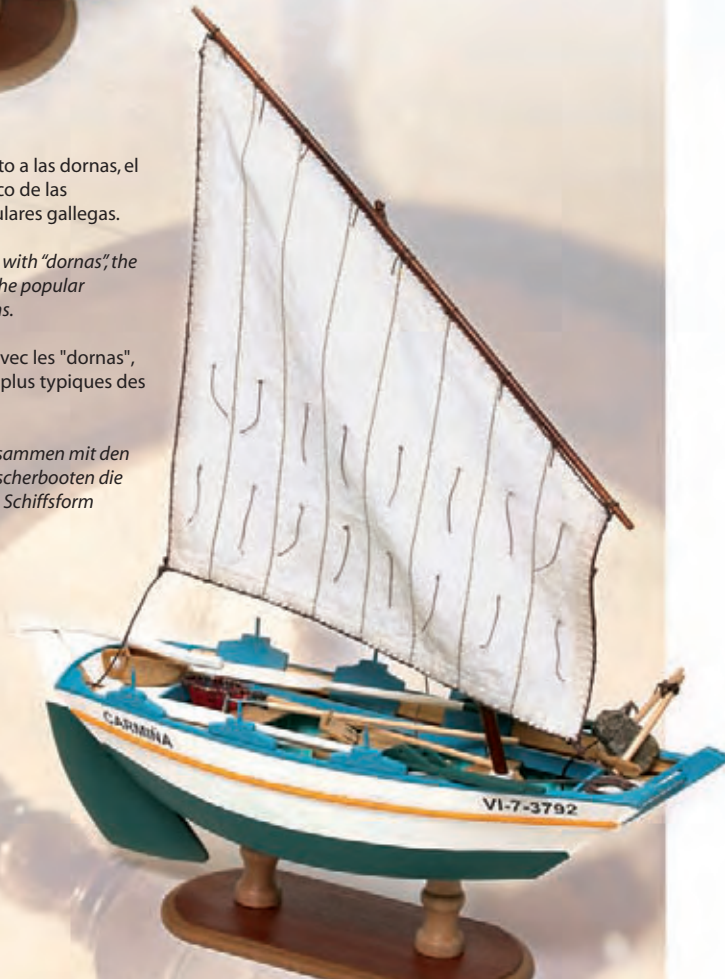 to a las dornas, el
co de las
ulares gallegas.
with “dornas”, the
he popular
ns.
vec les "dornas",
plus typiques des
sammen mit den
scherbooten die
Schiffsform
CARMIÑA
VI-7-3792